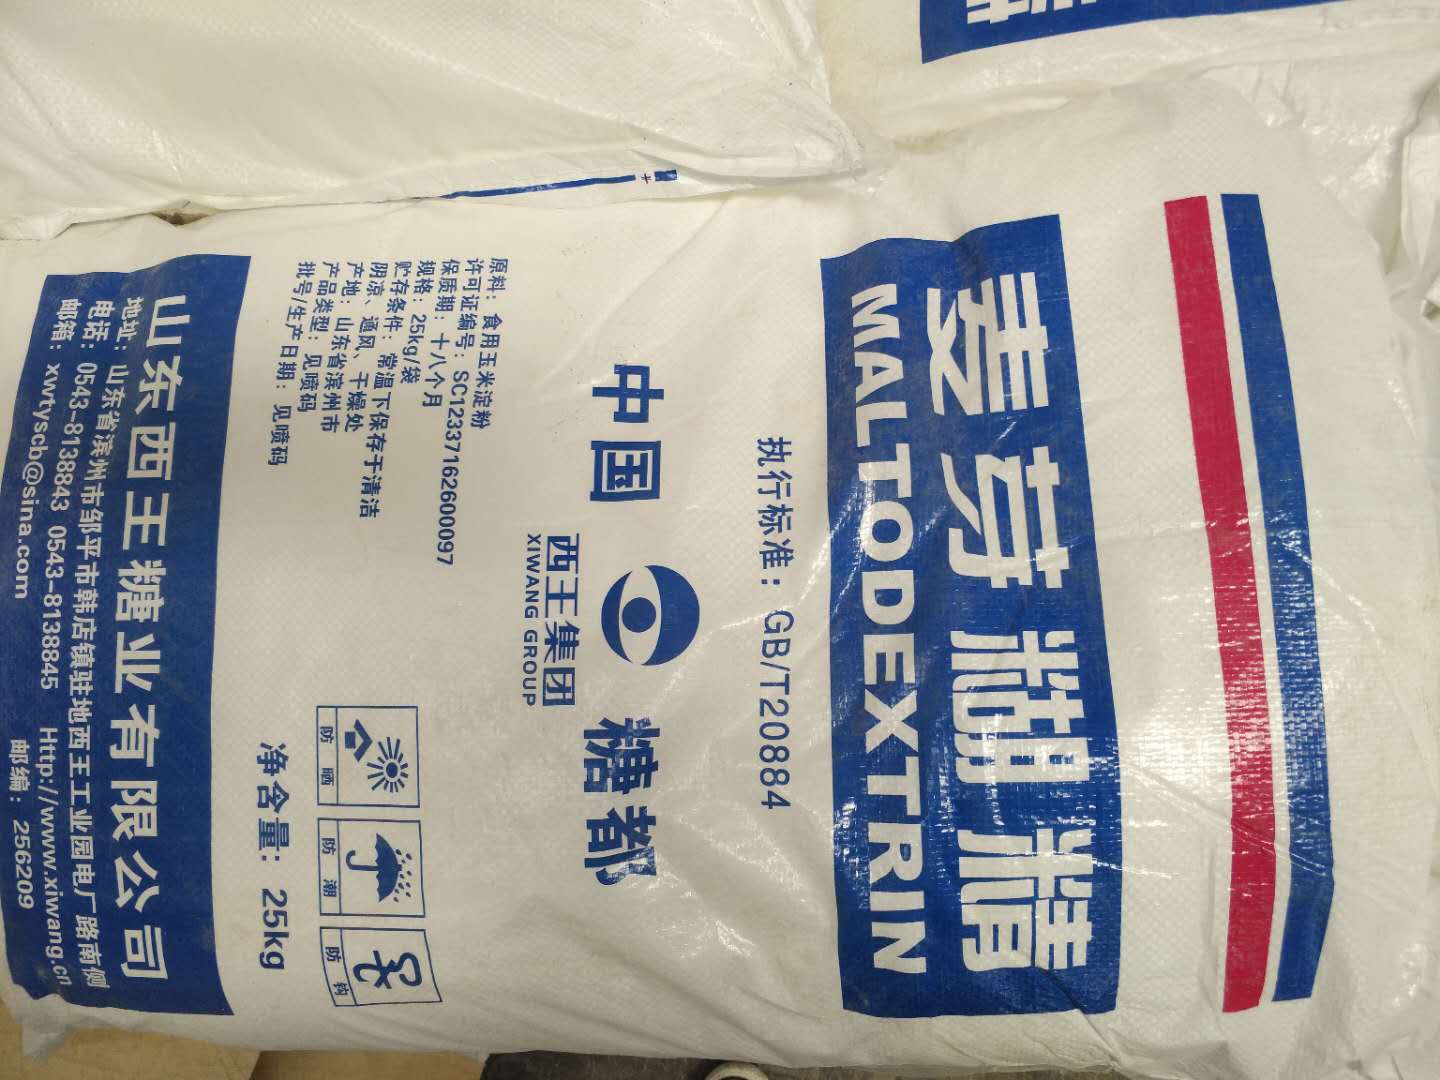 麦芽糊精
MALTODEXTRIN
执行标准：GB/T20884
中国 糖都
西王集团
XIWANG GROUP
原料：食用玉米淀粉
许可证编号：SC12337162600097
保质期：十八个月
规格：25kg/袋
贮存条件：常温下保存于清洁
阴凉、通风、干燥处
产地：山东省滨州市
产品类型：见喷码
批号/生产日期：见喷码
防晒
防潮
防钩
净含量：25kg
山东西王糖业有限公司
地址：山东省滨州市邹平市韩店镇驻地西王工业园电厂路南侧
电话：0543-8138843 0543-8138845 Http://www.xiwang.cn
邮箱：xwtyscb@sina.com 邮编：256209